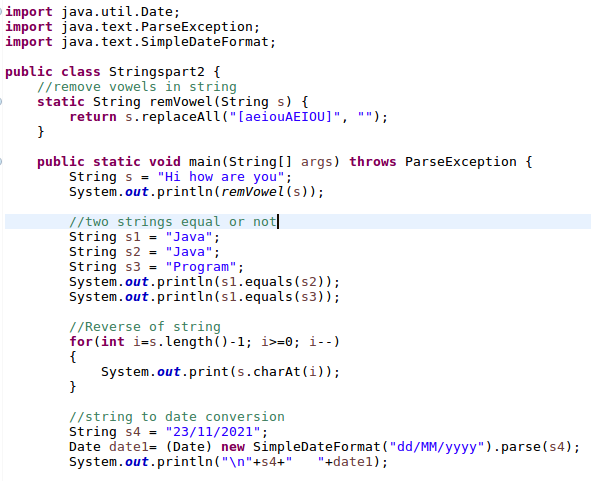 import java.util.Date;
import java.text.ParseException;
import java.text.SimpleDateFormat;

public class Stringspart2 {
    //remove vowels in string
    static String remVowel(String s) {
        return s.replaceAll("[aeiouAEIOU]", "");
    }

    public static void main(String[] args) throws ParseException {
        String s = "Hi how are you";
        System.out.println(remVowel(s));

        //two strings equal or not
        String s1 = "Java";
        String s2 = "Java";
        String s3 = "Program";
        System.out.println(s1.equals(s2));
        System.out.println(s1.equals(s3));

        //Reverse of string
        for(int i=s.length()-1; i>=0; i--)
        {
            System.out.print(s.charAt(i));
        }

        //string to date conversion
        String s4 = "23/11/2021";
        Date date1= (Date) new SimpleDateFormat("dd/MM/yyyy").parse(s4);
        System.out.println("\n"+s4+"   "+date1);